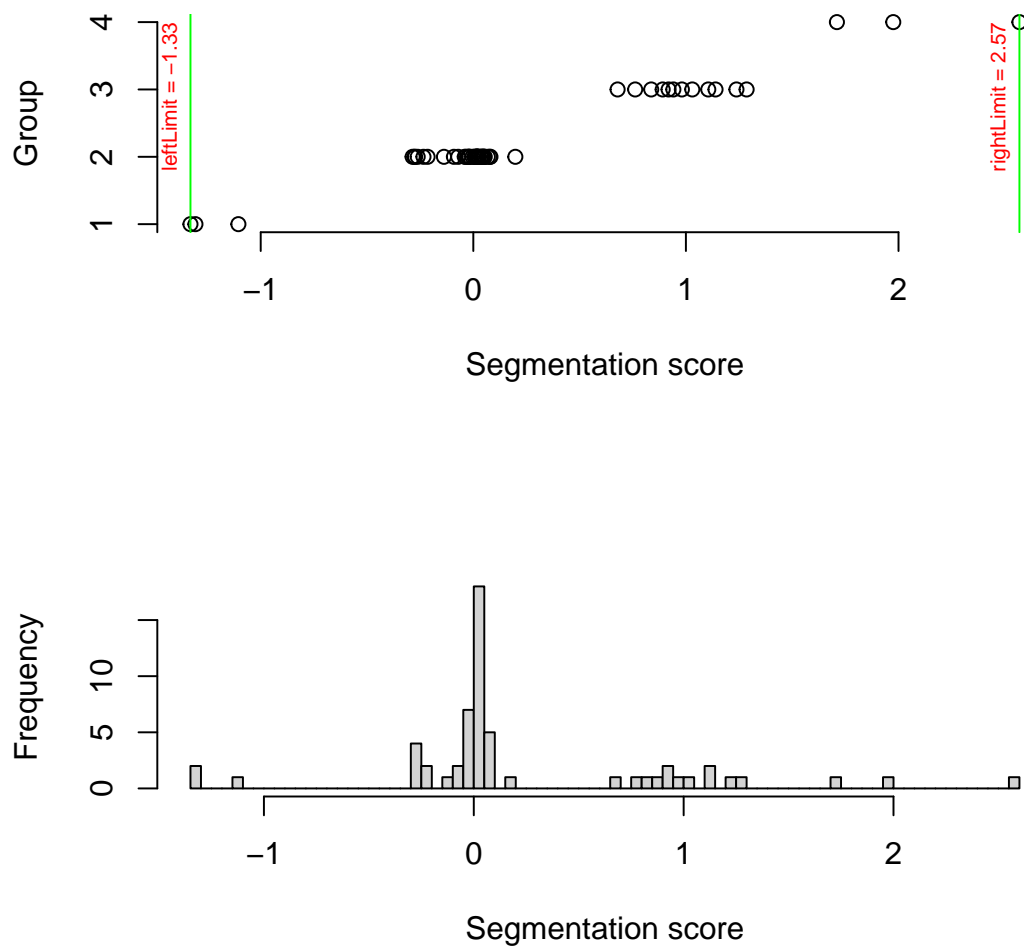 4
3
2
1
Group
leftLimit = −1.33
rightLimit = 2.57
−1 0 1 2
Segmentation score
10
5
0
Frequency
−1 0 1 2
Segmentation score